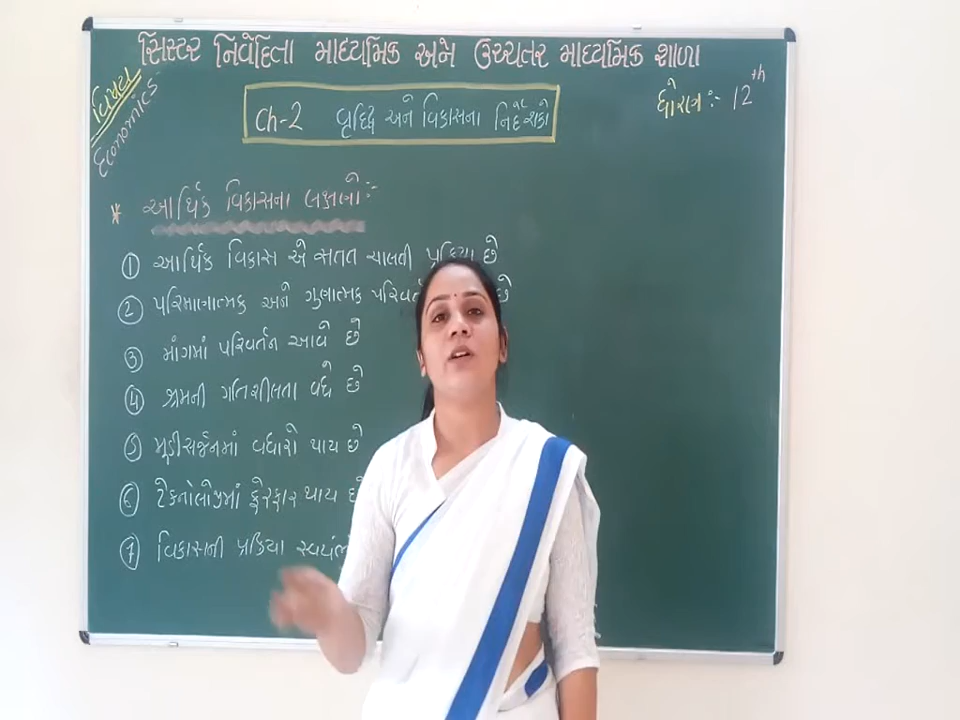 સિસ્ટર નિવેદિતા માધ્યમિક અને ઉચ્ચતર માધ્યમિક શાળા
વિષય
Economics
Ch-2 વૃદ્ધિ અને વિકાસના નિર્દેશકો
ધોરણ :- 12th
* આર્થિક વિકાસના લક્ષણો :-
① આર્થિક વિકાસ એ સતત ચાલતી પ્રક્રિયા છે
② પરિમાણાત્મક અને ગુણાત્મક છે
③ માંગમાં પરિવર્તન આવે છે
④ શ્રમની ગતિશીલતા વધે છે
⑤ મૂડીસર્જનમાં વધારો થાય છે
⑥ ટેકનોલોજીમાં ફેરફાર થાય
⑦ વિકાસની પ્રક્રિયા